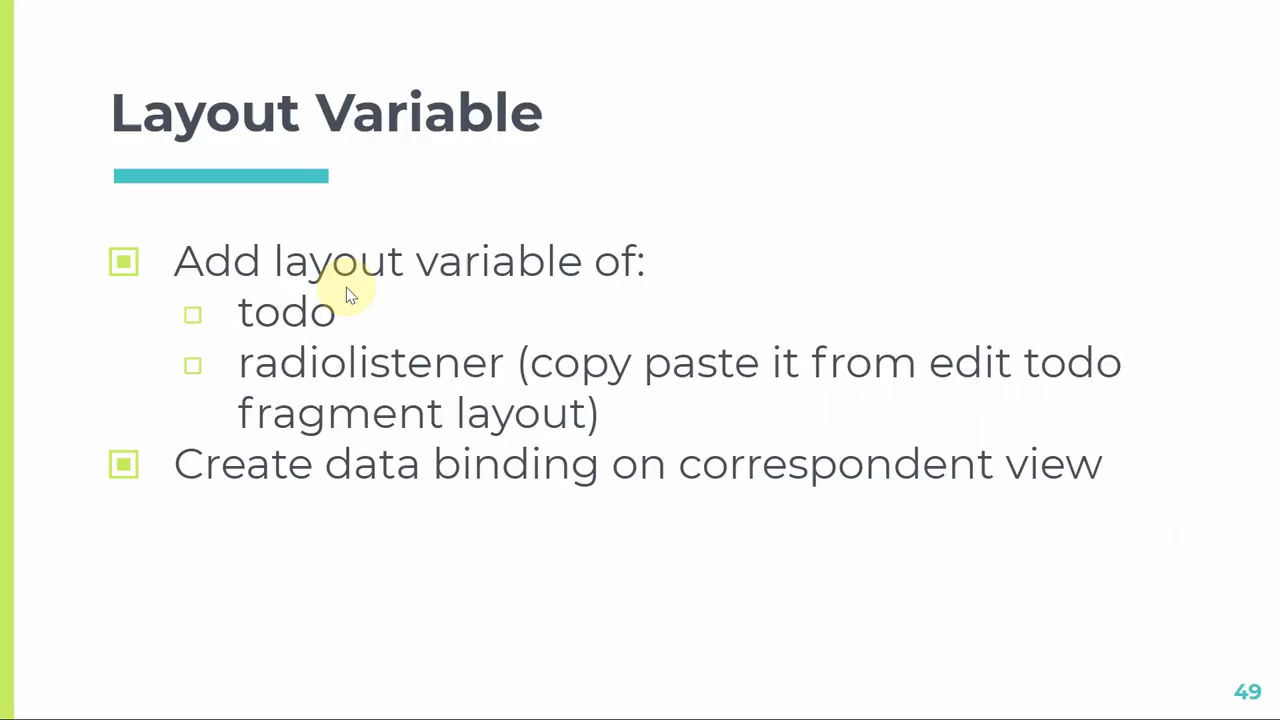 Layout Variable
Add layout variable of:
todo
radiolistener (copy paste it from edit todo
fragment layout)
Create data binding on correspondent view
49